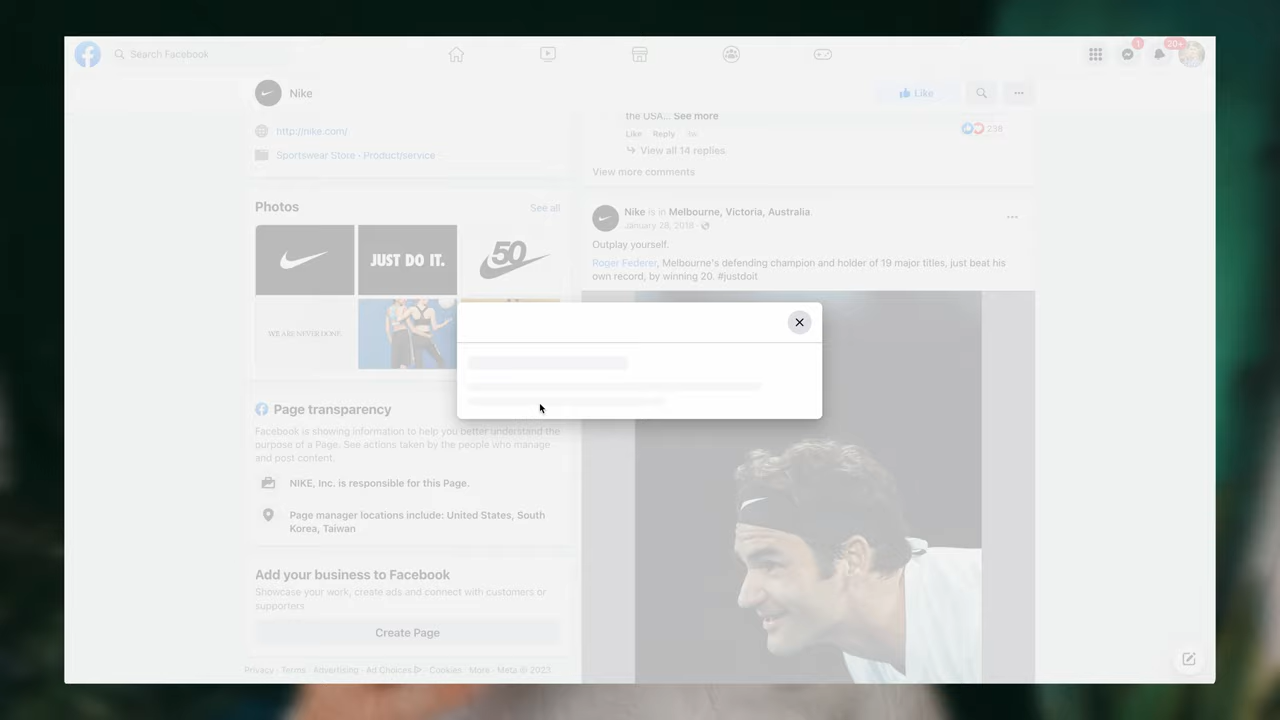 Search Facebook
1
20+
Nike
Like
http://nike.com/
Sportswear Store · Product/service
Photos
See all
JUST DO IT.
50
WE ARE NEVER DONE.
Page transparency
Facebook is showing information to help you better understand the
purpose of a Page. See actions taken by the people who manage
and post content.
NIKE, Inc. is responsible for this Page.
Page manager locations include: United States, South
Korea, Taiwan
Add your business to Facebook
Showcase your work, create ads and connect with customers or
supporters
Create Page
Privacy · Terms · Advertising · Ad Choices · Cookies · More · Meta © 2023
the USA... See more
Like Reply
238
View all 14 replies
View more comments
Nike is in Melbourne, Victoria, Australia.
January 28, 2018 ·
Outplay yourself.
Roger Federer, Melbourne's defending champion and holder of 19 major titles, just beat his
own record, by winning 20. #justdoit